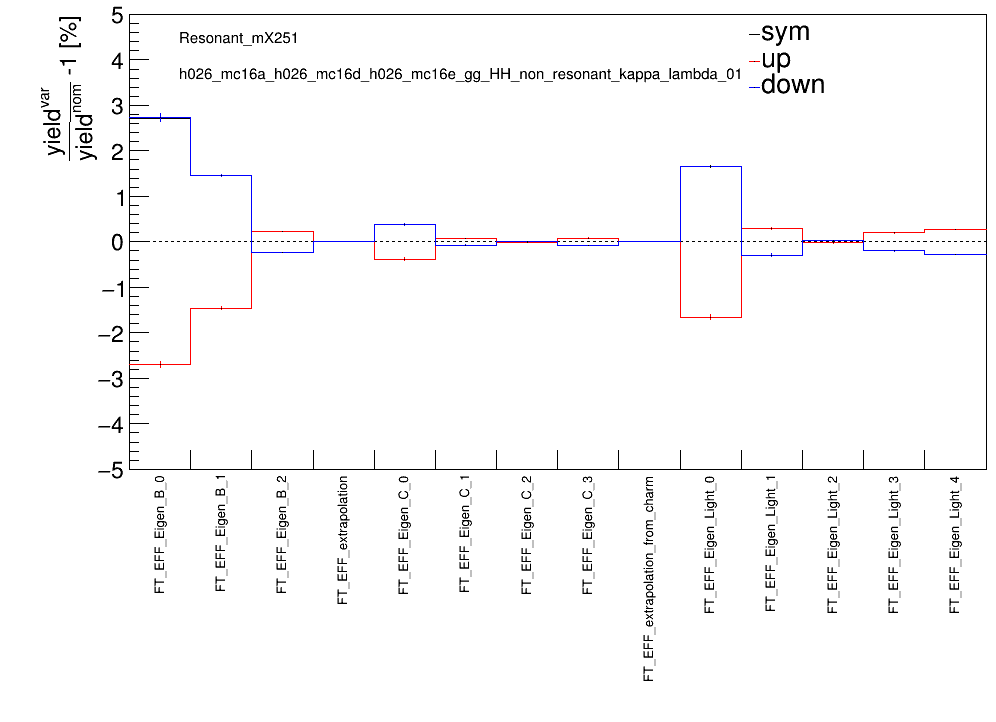 yield^var / yield^nom -1 [%]
5
4
3
2
1
0
−1
−2
−3
−4
−5
Resonant_mX251
h026_mc16a_h026_mc16d_h026_mc16e_gg_HH_non_resonant_kappa_lambda_01
sym
up
down
FT_EFF_Eigen_B_0
FT_EFF_Eigen_B_1
FT_EFF_Eigen_B_2
FT_EFF_extrapolation
FT_EFF_Eigen_C_0
FT_EFF_Eigen_C_1
FT_EFF_Eigen_C_2
FT_EFF_Eigen_C_3
FT_EFF_extrapolation_from_charm
FT_EFF_Eigen_Light_0
FT_EFF_Eigen_Light_1
FT_EFF_Eigen_Light_2
FT_EFF_Eigen_Light_3
FT_EFF_Eigen_Light_4